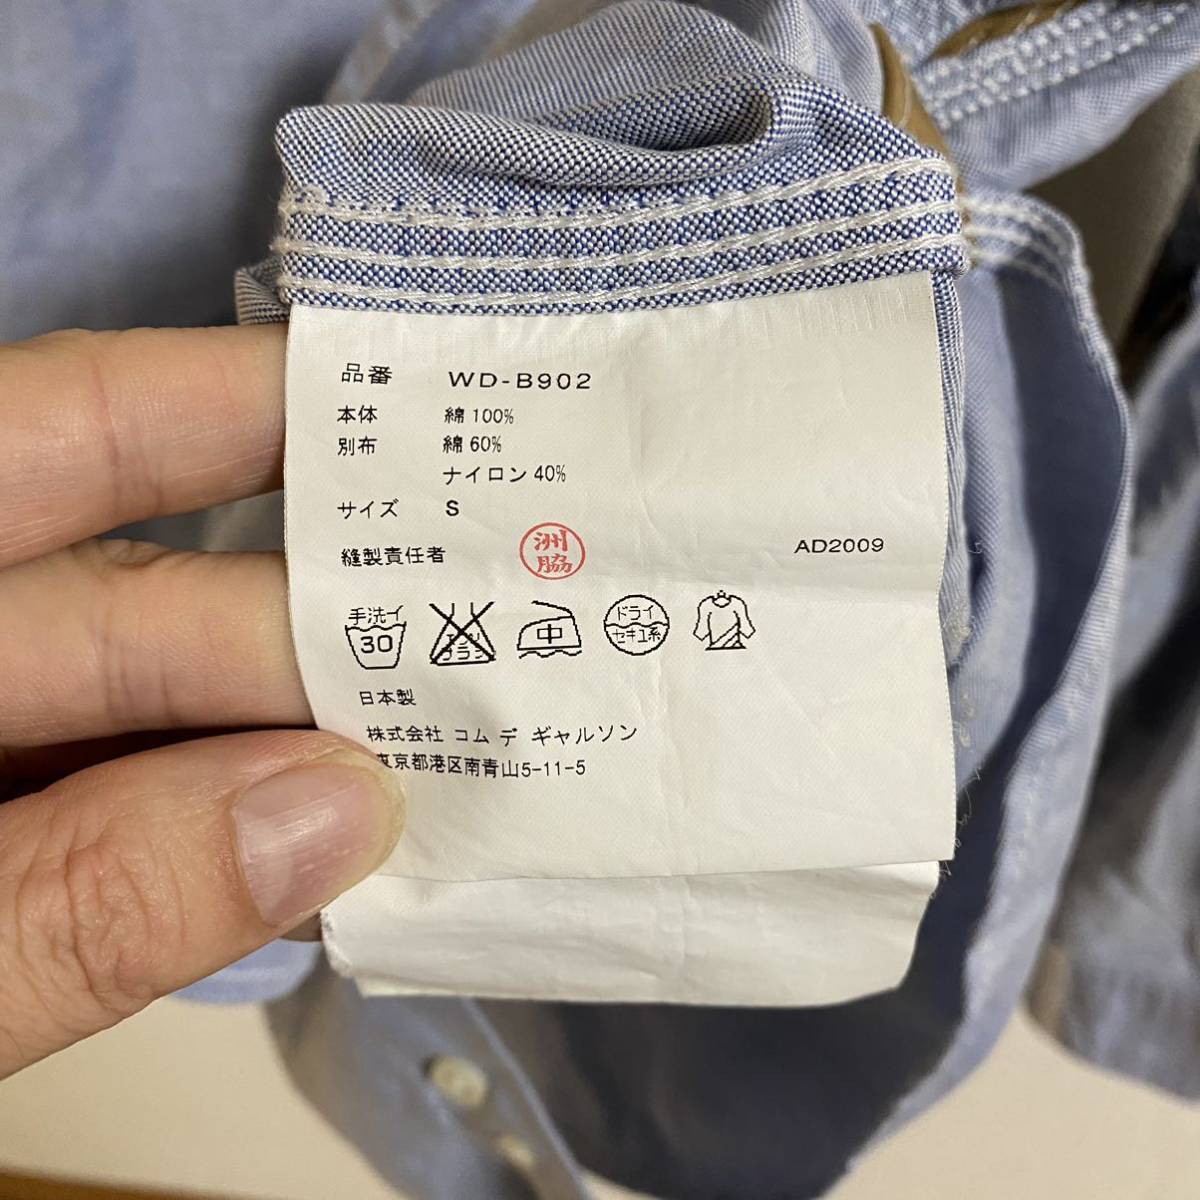 品番 WD-B902
本体 綿 100%
別布 綿 60%
ナイロン 40%
サイズ S
縫製責任者 洲脇 AD2009
手洗イ 30 中 ドライ セキユ系
日本製
株式会社 コム デ ギャルソン
東京都港区南青山5-11-5